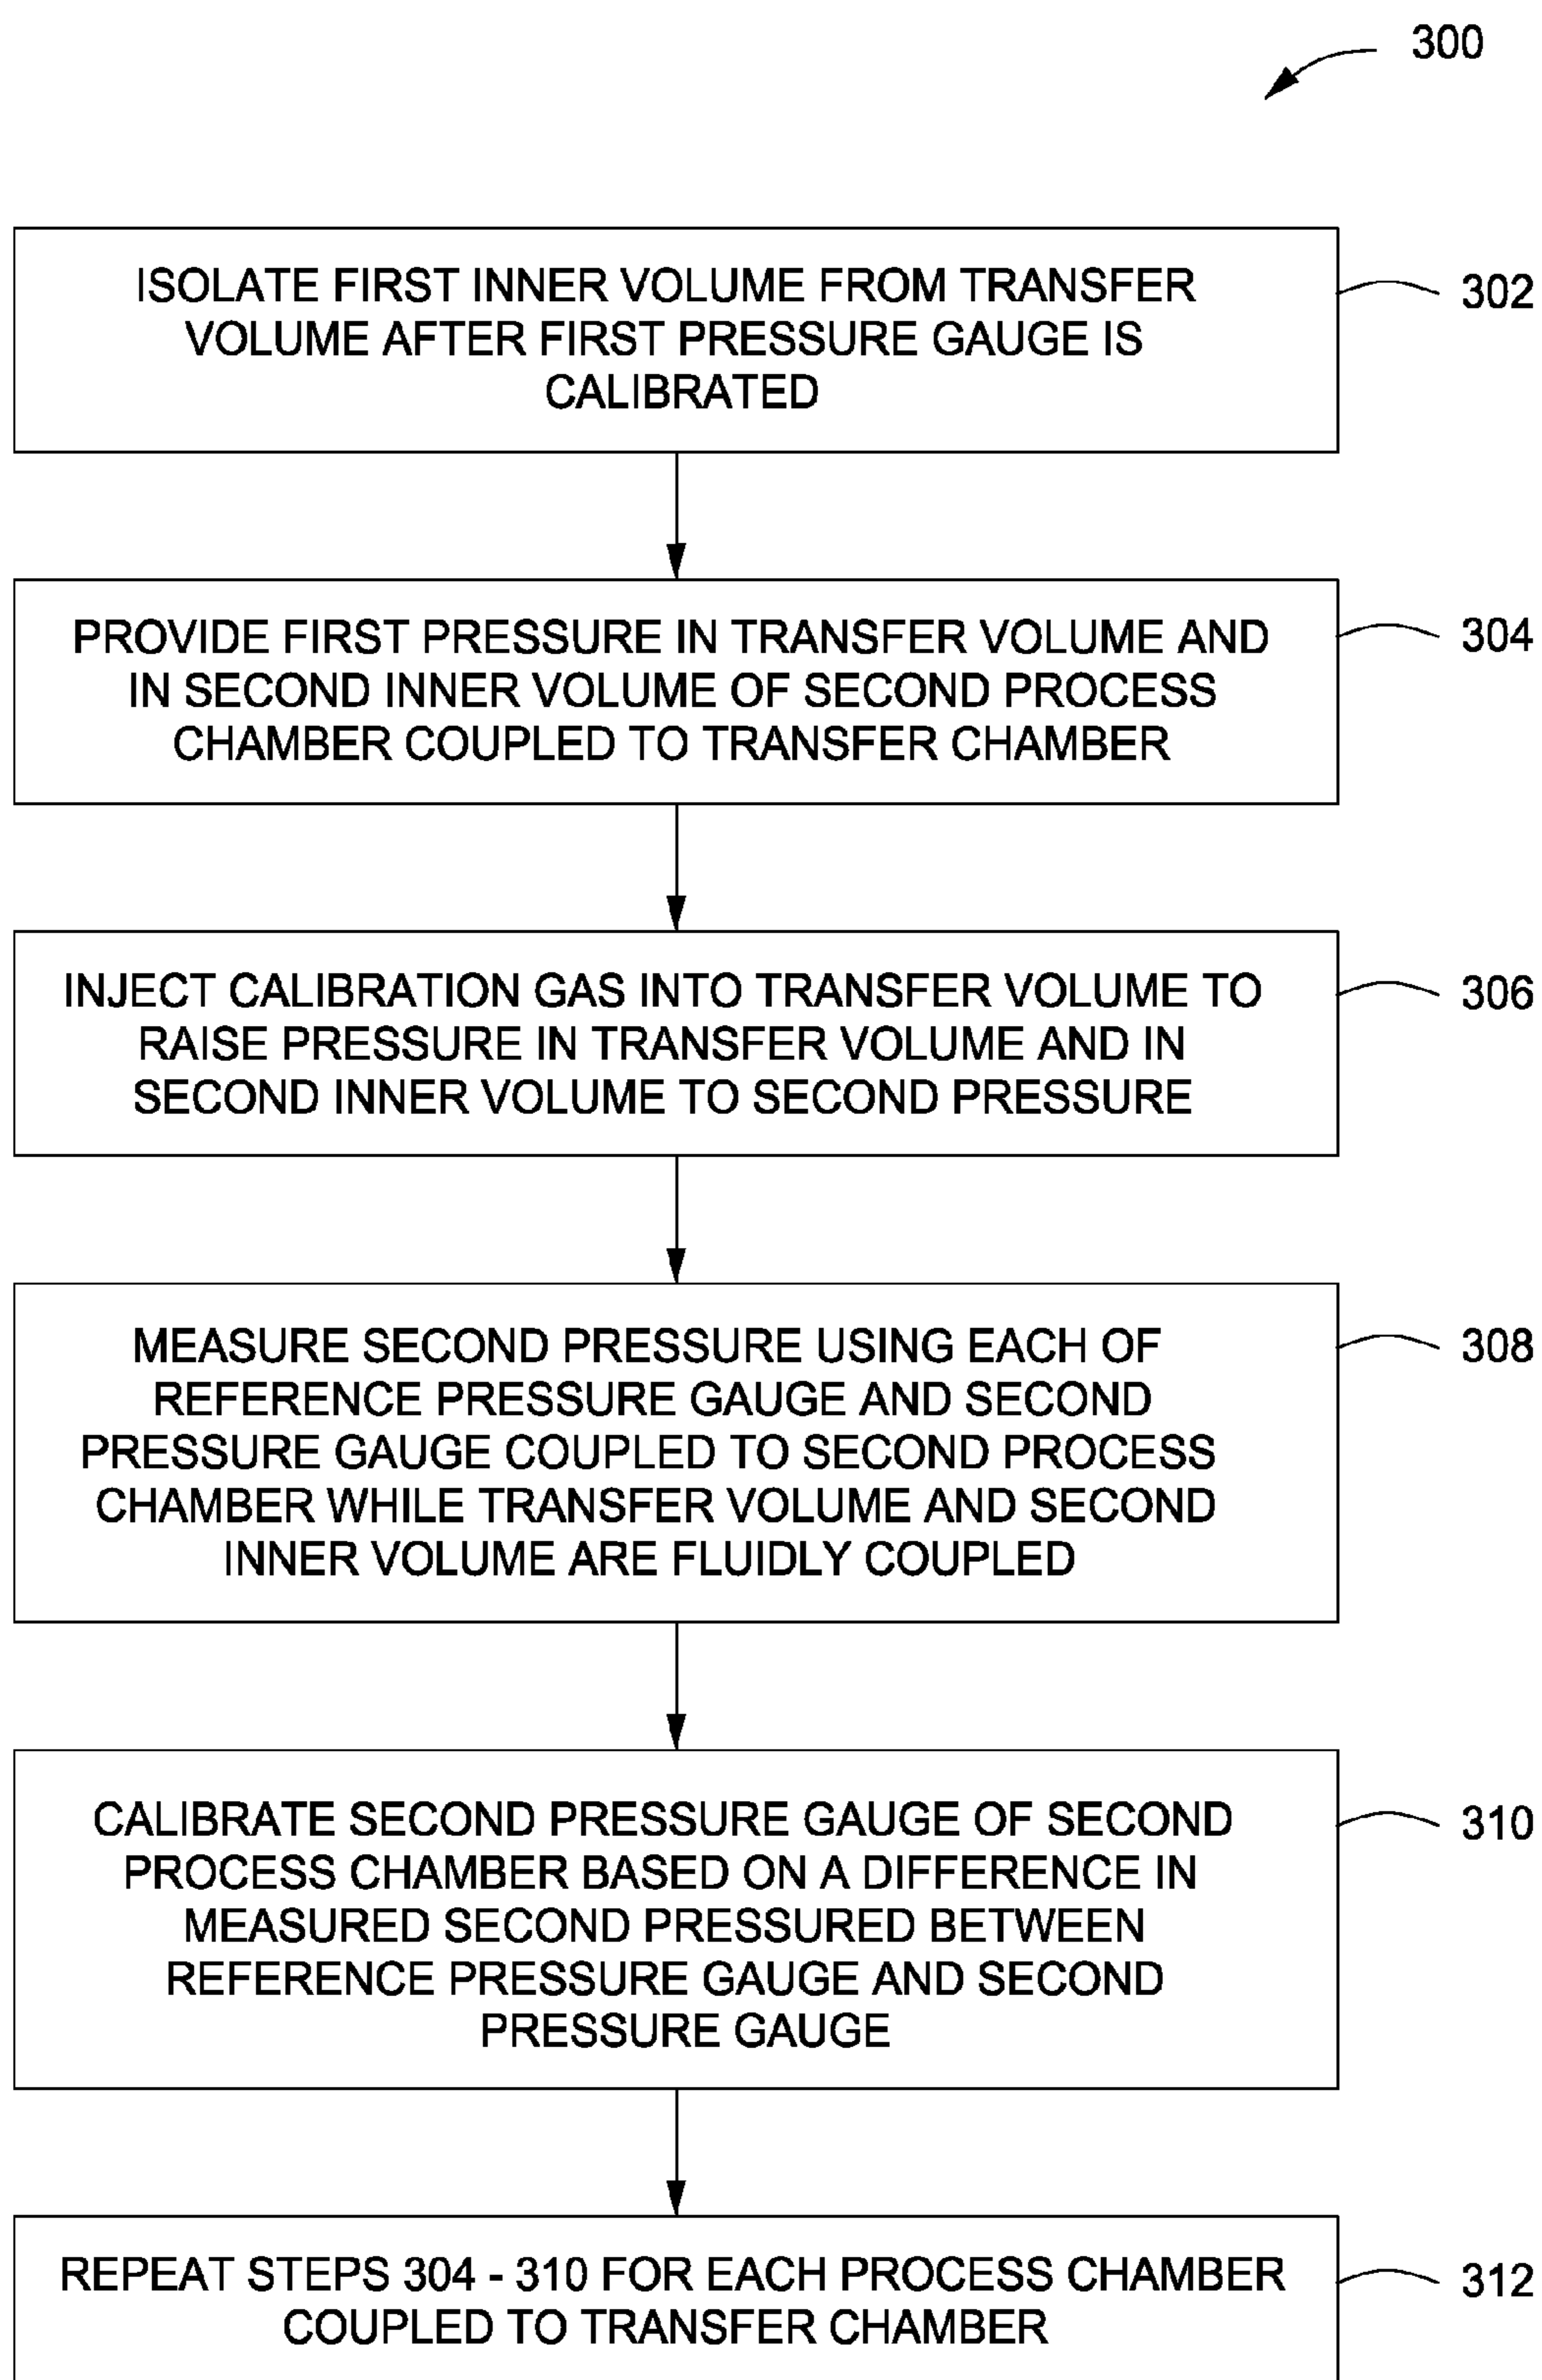 300
ISOLATE FIRST INNER VOLUME FROM TRANSFER
VOLUME AFTER FIRST PRESSURE GAUGE IS
CALIBRATED
302
PROVIDE FIRST PRESSURE IN TRANSFER VOLUME AND
IN SECOND INNER VOLUME OF SECOND PROCESS
CHAMBER COUPLED TO TRANSFER CHAMBER
304
INJECT CALIBRATION GAS INTO TRANSFER VOLUME TO
RAISE PRESSURE IN TRANSFER VOLUME AND IN
SECOND INNER VOLUME TO SECOND PRESSURE
306
MEASURE SECOND PRESSURE USING EACH OF
REFERENCE PRESSURE GAUGE AND SECOND
PRESSURE GAUGE COUPLED TO SECOND PROCESS
CHAMBER WHILE TRANSFER VOLUME AND SECOND
INNER VOLUME ARE FLUIDLY COUPLED
308
CALIBRATE SECOND PRESSURE GAUGE OF SECOND
PROCESS CHAMBER BASED ON A DIFFERENCE IN
MEASURED SECOND PRESSURED BETWEEN
REFERENCE PRESSURE GAUGE AND SECOND
PRESSURE GAUGE
310
REPEAT STEPS 304 - 310 FOR EACH PROCESS CHAMBER
COUPLED TO TRANSFER CHAMBER
312